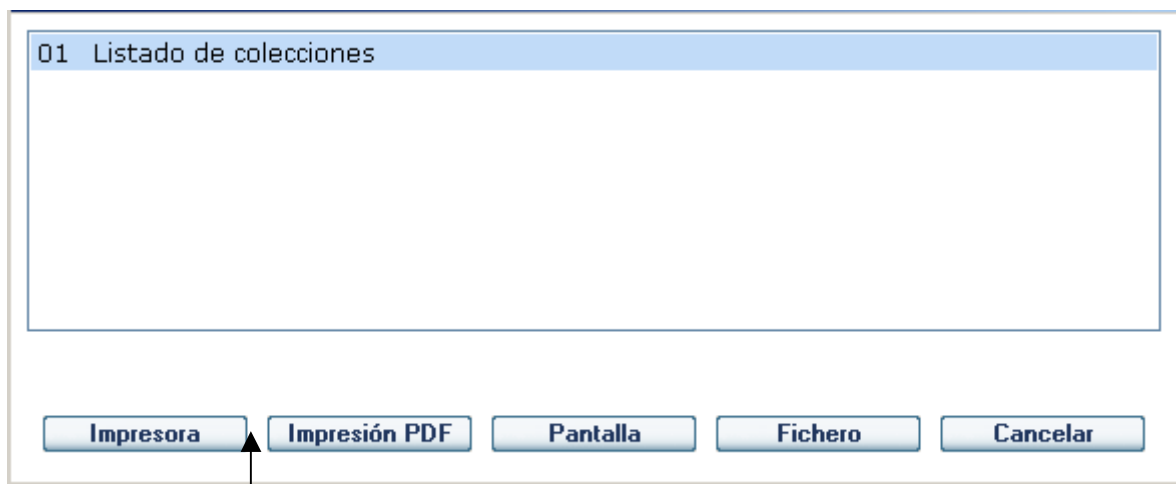 01 Listado de colecciones
Impresora Impresión PDF Pantalla Fichero Cancelar